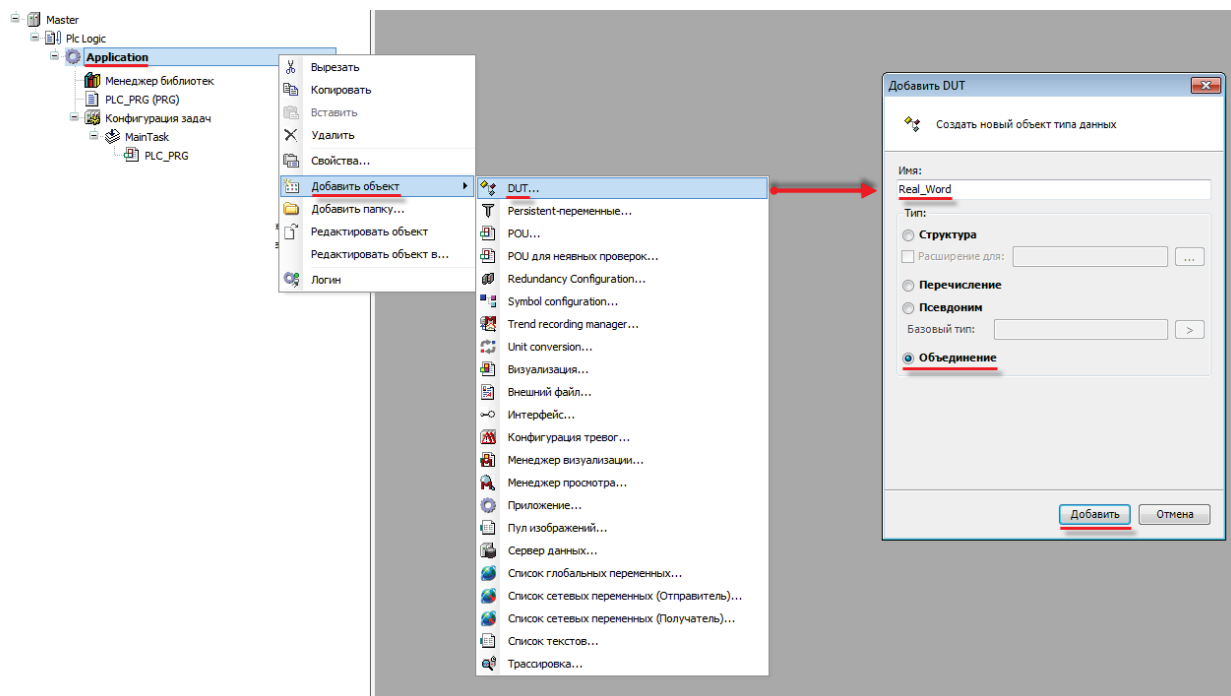 Master
Plc Logic
Application
Менеджер библиотек
PLC_PRG (PRG)
Конфигурация задач
MainTask
PLC_PRG
Вырезать
Копировать
Вставить
Удалить
Свойства...
Добавить объект
Добавить папку...
Редактировать объект
Редактировать объект в...
Логин
DUT...
Persistent-переменные...
POU...
POU для неявных проверок...
Redundancy Configuration...
Symbol configuration...
Trend recording manager...
Unit conversion...
Визуализация...
Внешний файл...
Интерфейс...
Конфигурация тревог...
Менеджер визуализации...
Менеджер просмотра...
Приложение...
Пул изображений...
Сервер данных...
Список глобальных переменных...
Список сетевых переменных (Отправитель)...
Список сетевых переменных (Получатель)...
Список текстов...
Трассировка...
Добавить DUT
Создать новый объект типа данных
Имя:
Real_Word
Тип:
Структура
Расширение для:
...
Перечисление
Псевдоним
Базовый тип:
>
Объединение
Добавить
Отмена